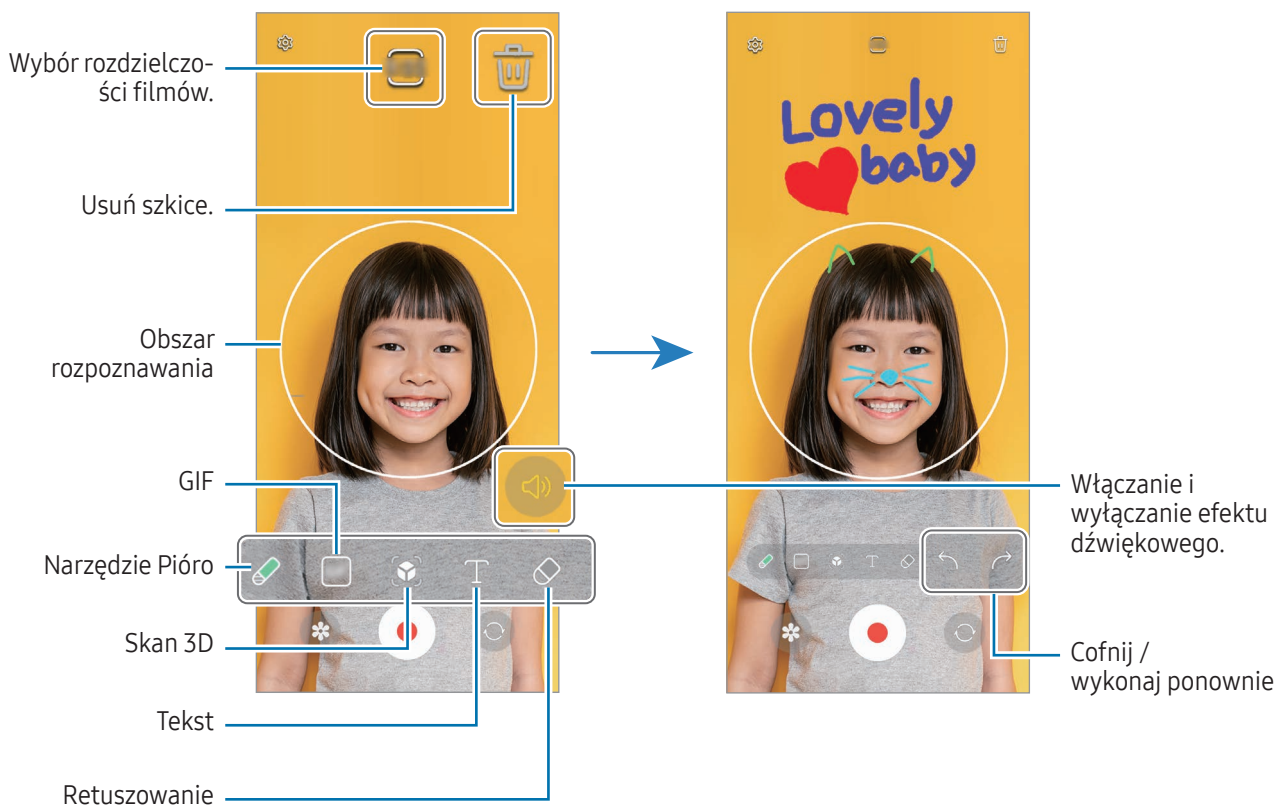 Wybór rozdzielczo-
ści filmów.
Usuń szkice.
Obszar
rozpoznawania
GIF
Narzędzie Pióro
Skan 3D
Tekst
Retuszowanie
Lovely
baby
Włączanie i
wyłączanie efektu
dźwiękowego.
Cofnij /
wykonaj ponownie